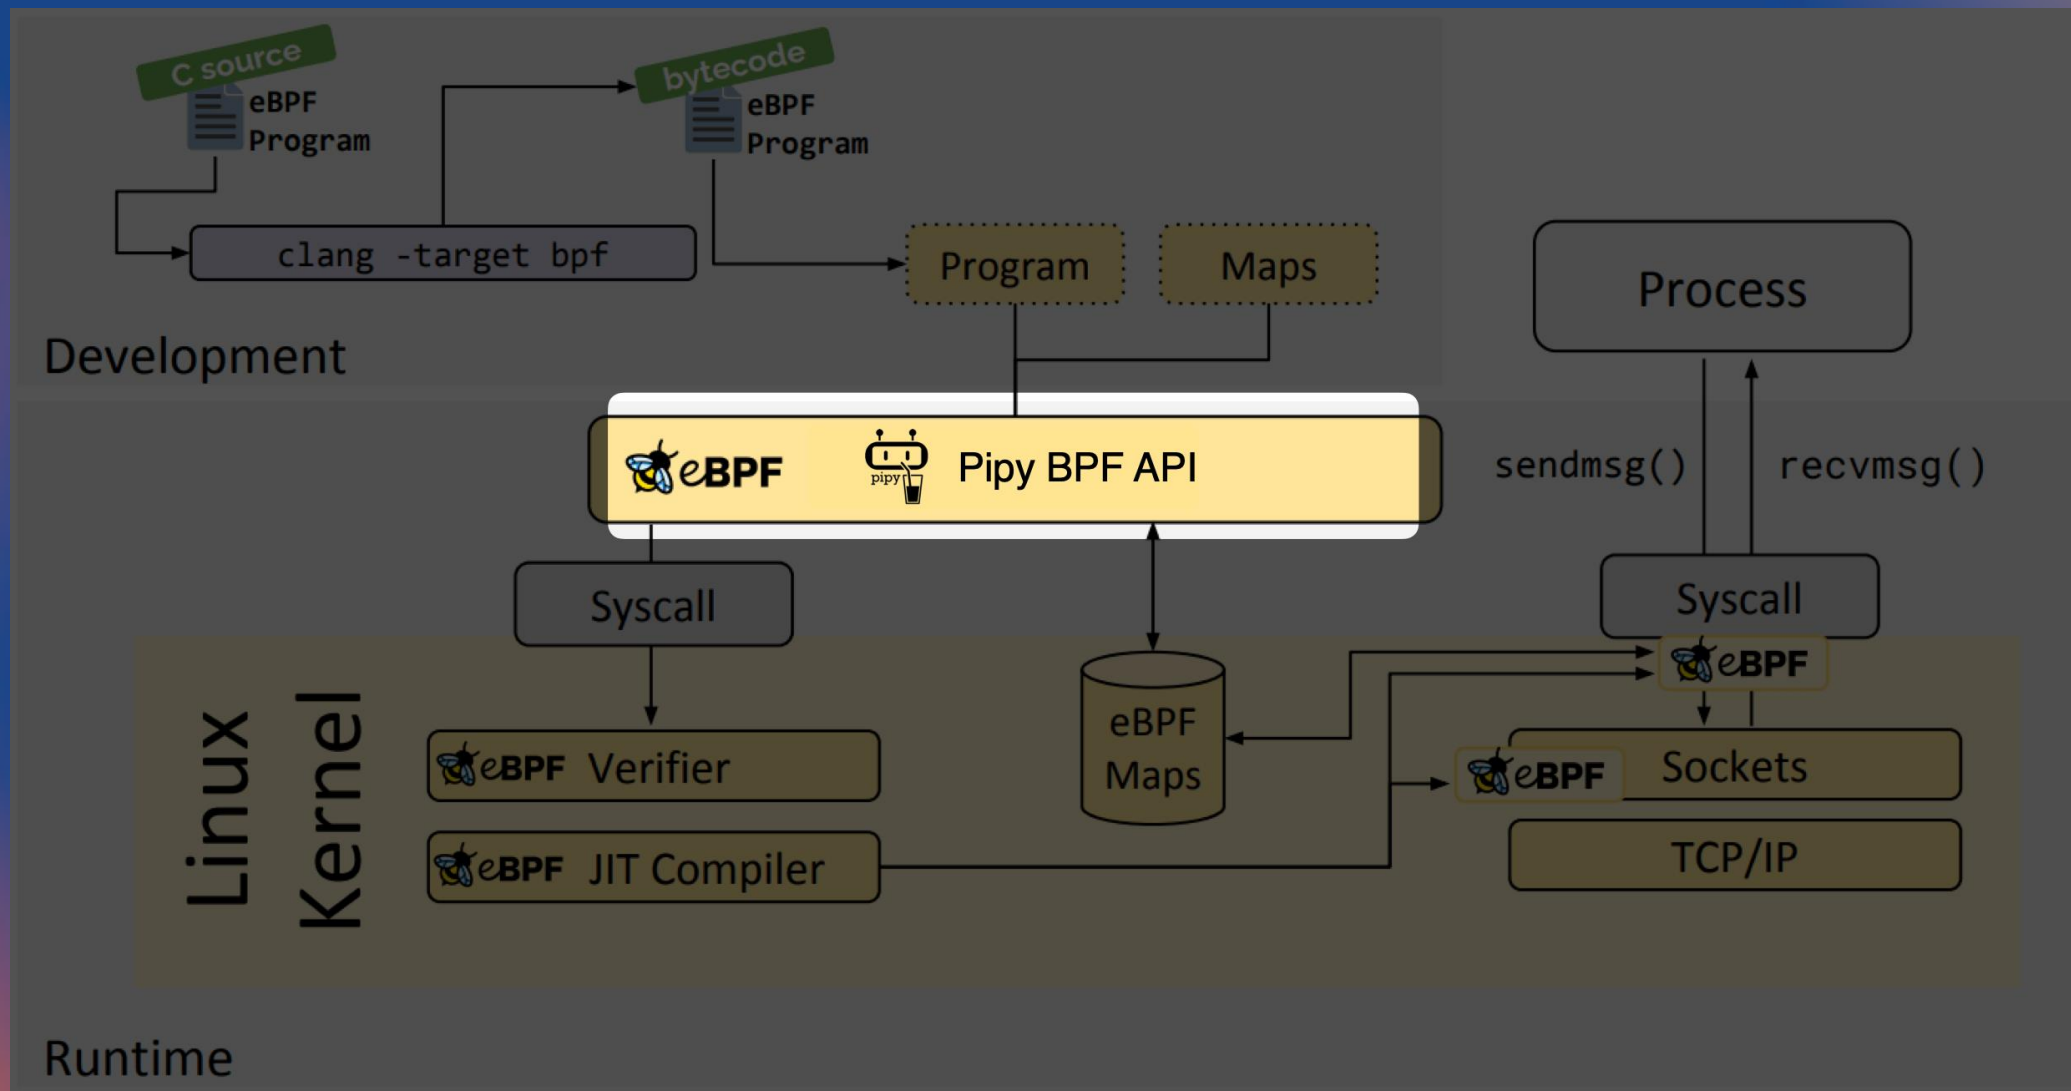 C source
eBPF
Program
bytecode
eBPF
Program
clang -target bpf
Program
Maps
Development
Process
eBPF
pipy
Pipy BPF API
sendmsg()
recvmsg()
Syscall
Syscall
eBPF
Linux
Kernel
eBPF Verifier
eBPF
Maps
eBPF
Sockets
eBPF JIT Compiler
TCP/IP
Runtime